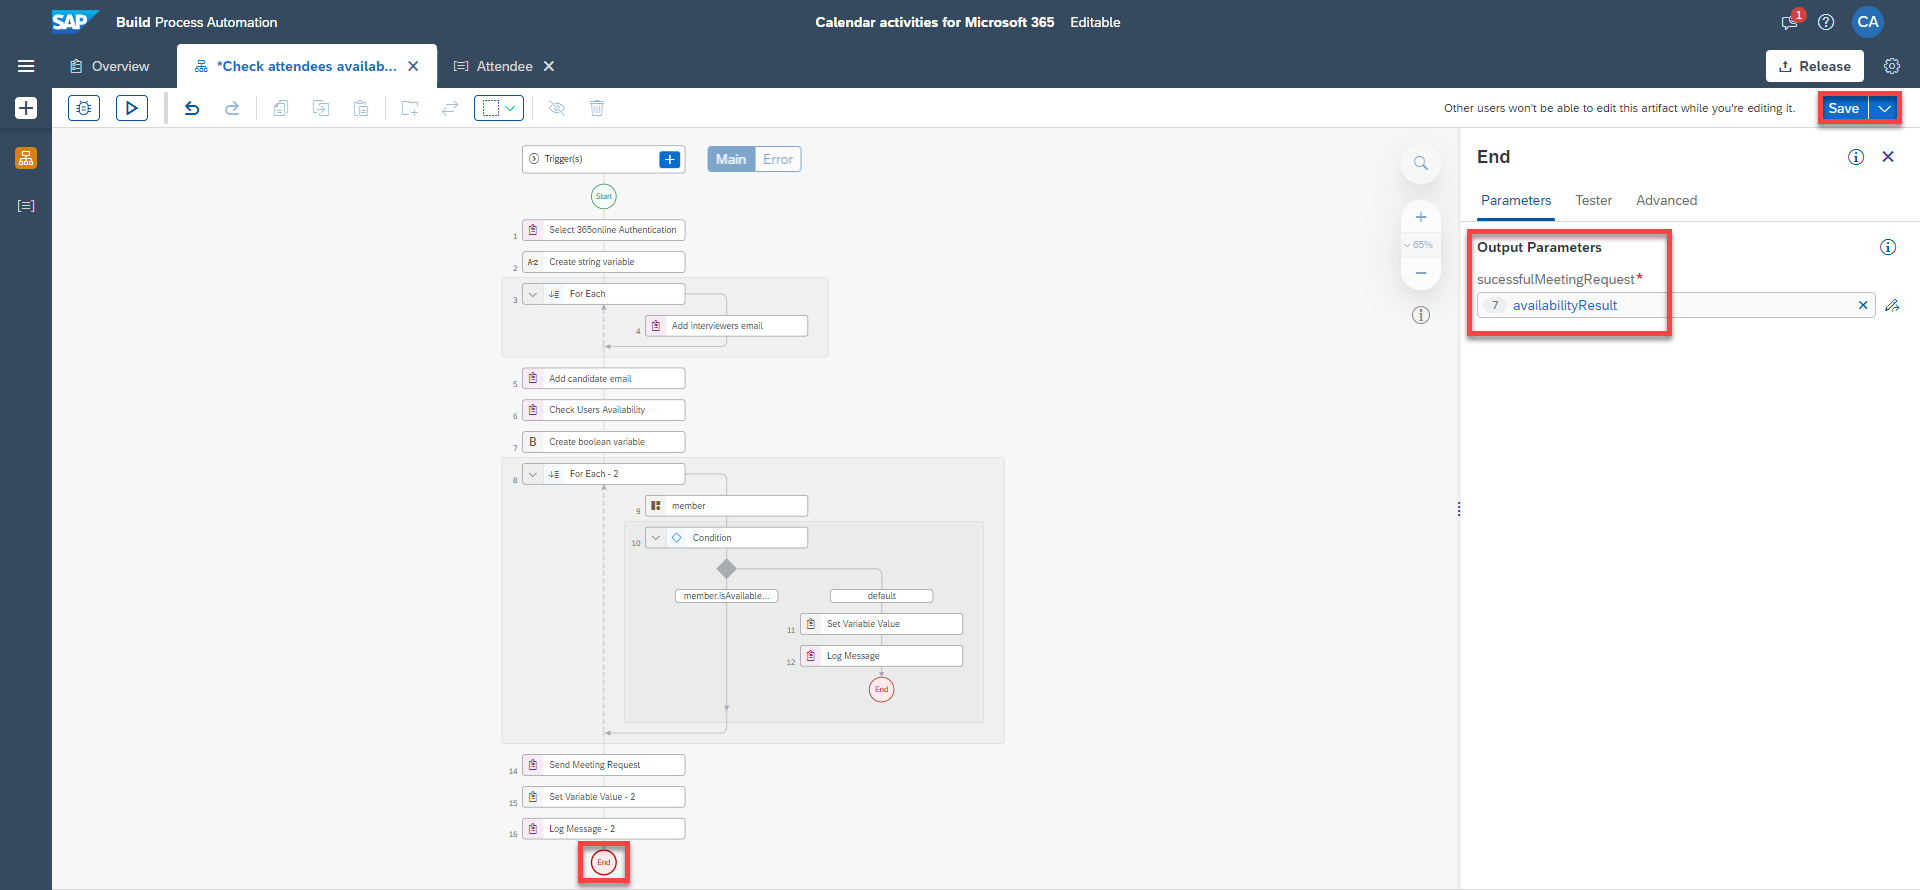 SAP Build Process Automation
Calendar activities for Microsoft 365 Editable
1
CA
Overview
*Check attendees availab...
Attendee
Release
Other users won't be able to edit this artifact while you're editing it.
Save
Trigger(s)
Main Error
Start
1 Select 365online Authentication
2 A-Z Create string variable
3 For Each
4 Add interviewers email
5 Add candidate email
6 Check Users Availability
7 B Create boolean variable
8 For Each - 2
9 member
10 Condition
member.isAvailable...
default
11 Set Variable Value
12 Log Message
End
14 Send Meeting Request
15 Set Variable Value - 2
16 Log Message - 2
End
65%
End
Parameters Tester Advanced
Output Parameters
sucessfulMeetingRequest*
7 availabilityResult